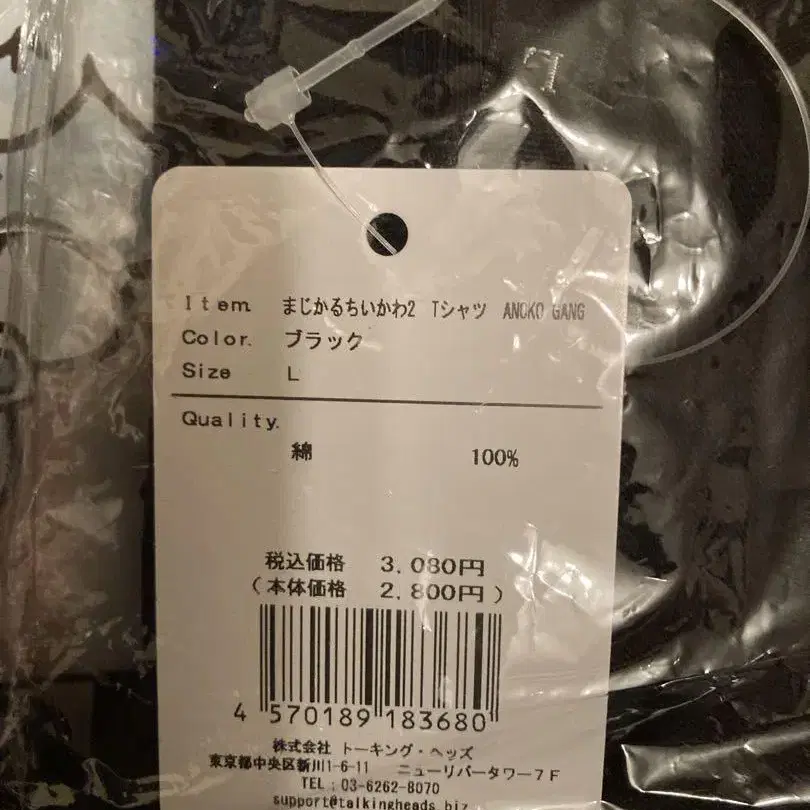 Item. まじかるちいかわ2 Tシャツ ANOKO GANG
Color. ブラック
Size L
Quality.
綿 100%
税込価格 3,080円
(本体価格 2,800円)
4 570189 183680
株式会社 トーキング・ヘッズ
東京都中央区新川1-6-11 ニューリバータワー7F
TEL:03-6262-8070
support@talkingheads.biz